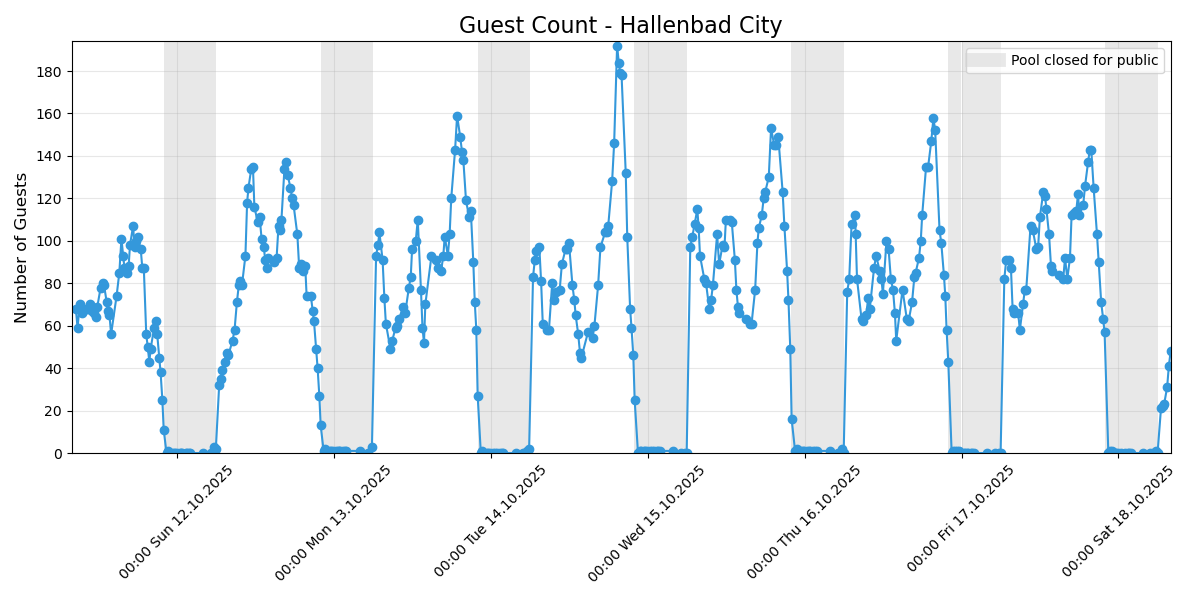 Guest Count - Hallenbad City
Pool closed for public
Number of Guests
180
160
140
120
100
80
60
40
20
0
00:00 Sun 12.10.2025
00:00 Mon 13.10.2025
00:00 Tue 14.10.2025
00:00 Wed 15.10.2025
00:00 Thu 16.10.2025
00:00 Fri 17.10.2025
00:00 Sat 18.10.2025